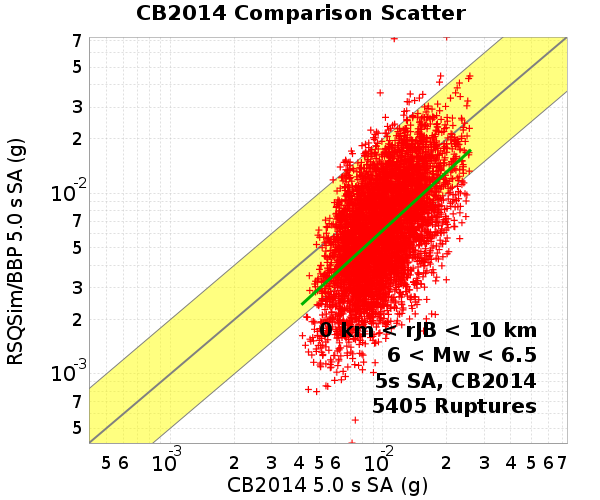 CB2014 Comparison Scatter
7
5
3
2
10-2
7
5
3
2
10-3
7
5
RSQSim/BBP 5.0 s SA (g)
0 km < rJB < 10 km
6 < Mw < 6.5
5s SA, CB2014
5405 Ruptures
5 6 10-3 2 3 4 5 6 10-2 2 3 4 5 6 7
CB2014 5.0 s SA (g)